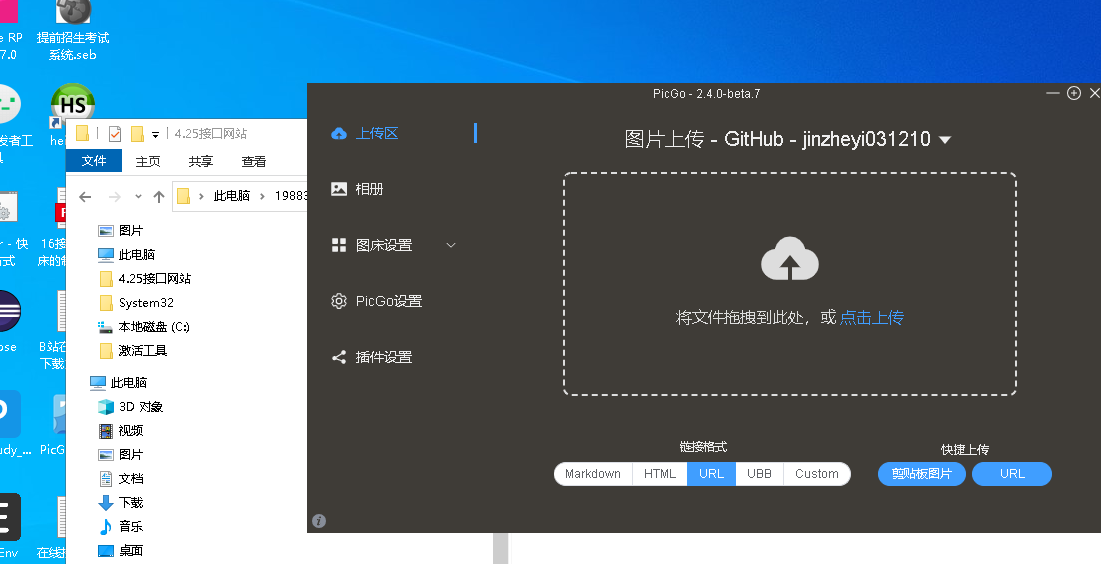 e RP
7.0
提前招生考试
系统.seb
发者工
具
HS
her
r - 快
方式
16接
床的制
ose
B站在
下载.
udy_...
PicG
Env
在线技
4.25接口网站
文件
主页
共享
查看
此电脑
19883
图片
此电脑
4.25接口网站
System32
本地磁盘 (C:)
激活工具
此电脑
3D 对象
视频
图片
文档
下载
音乐
桌面
PicGo - 2.4.0-beta.7
上传区
相册
图床设置
PicGo设置
插件设置
图片上传 - GitHub - jinzheyi031210
将文件拖拽到此处，或 点击上传
链接格式
快捷上传
Markdown
HTML
URL
UBB
Custom
剪贴板图片
URL